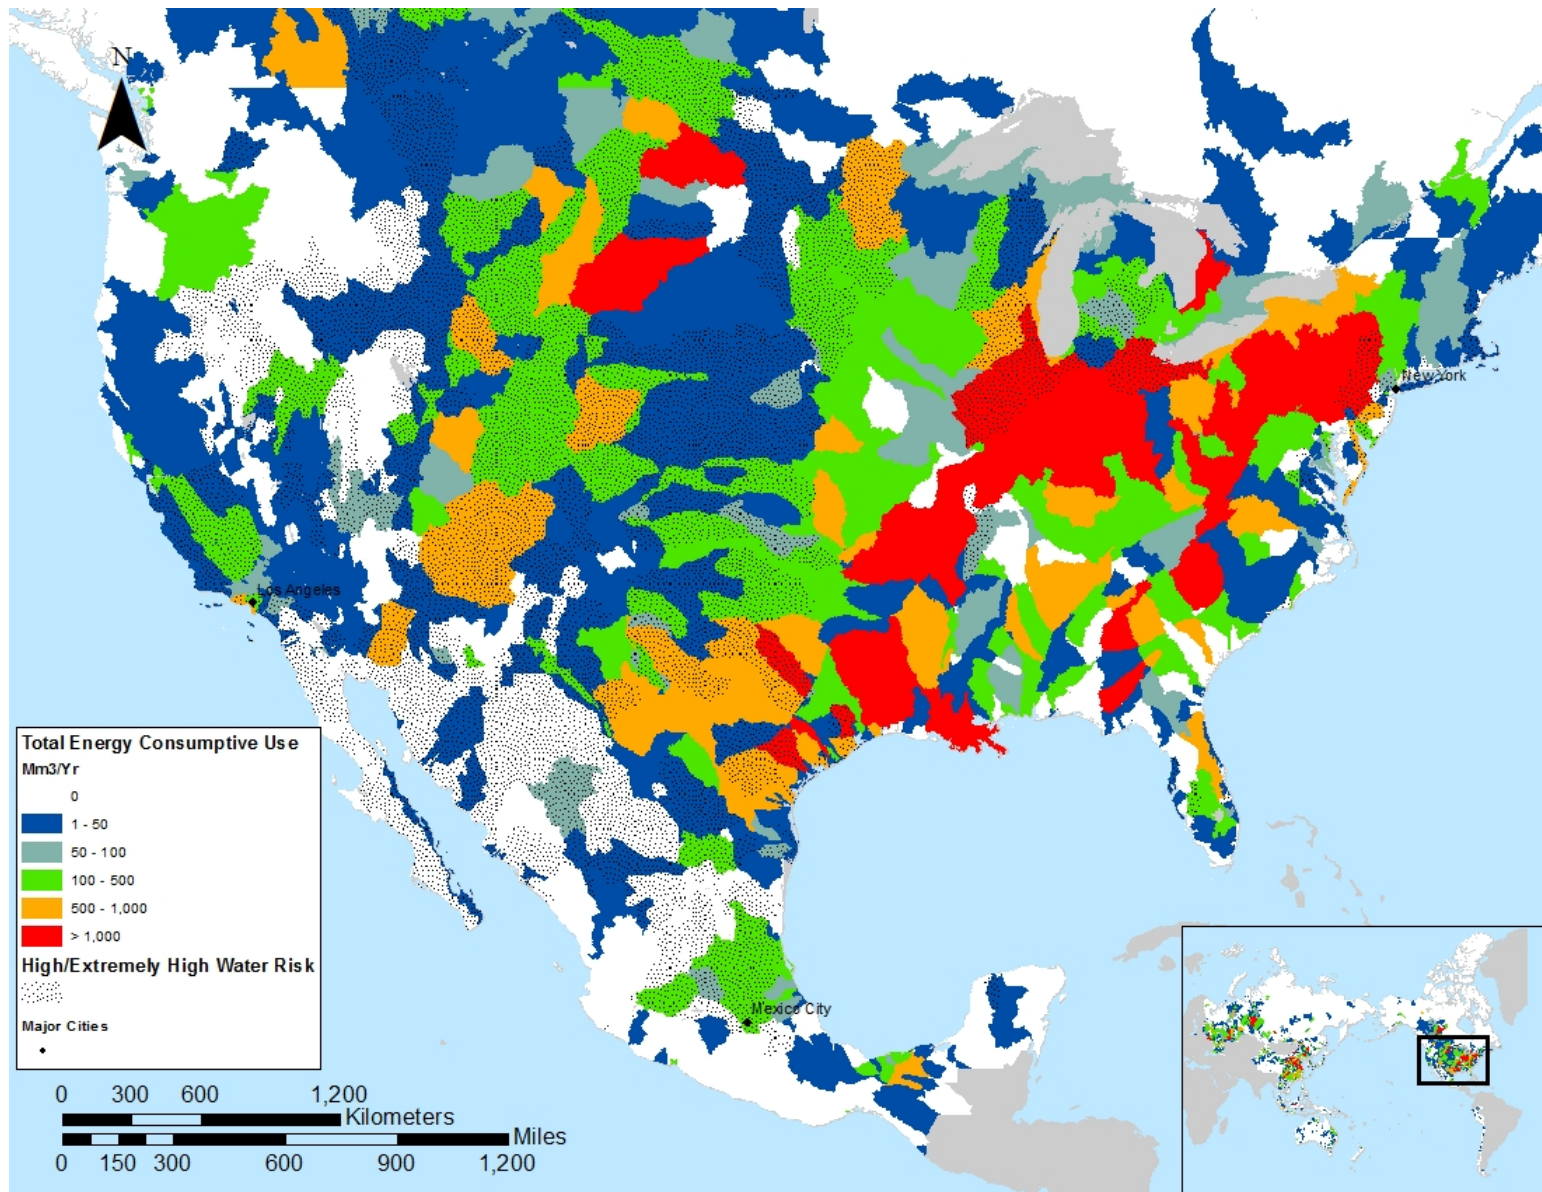 N
New York
Los Angeles
Total Energy Consumptive Use
Mm3/Yr
0
1 - 50
50 - 100
100 - 500
500 - 1,000
> 1,000
High/Extremely High Water Risk
Major Cities
Mexico City
0 300 600 1,200
Kilometers
Miles
0 150 300 600 900 1,200